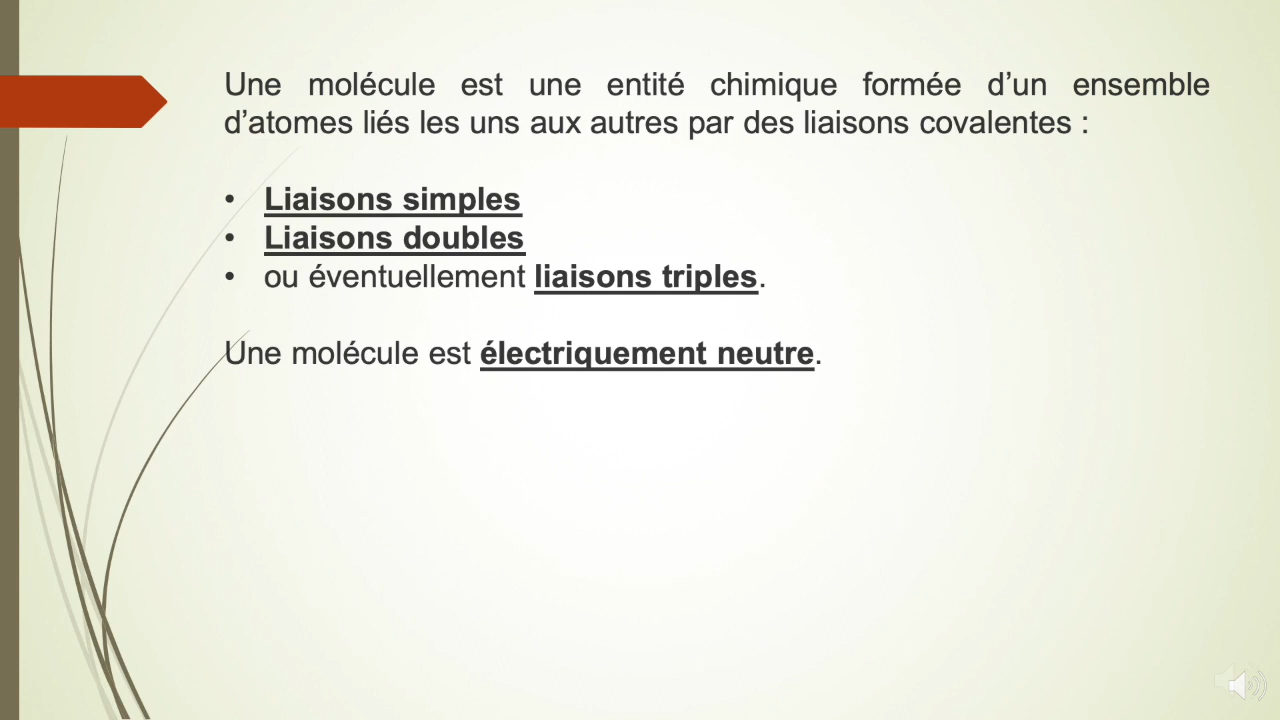 Une molécule est une entité chimique formée d’un ensemble
d’atomes liés les uns aux autres par des liaisons covalentes :
• Liaisons simples
• Liaisons doubles
• ou éventuellement liaisons triples.
Une molécule est électriquement neutre.